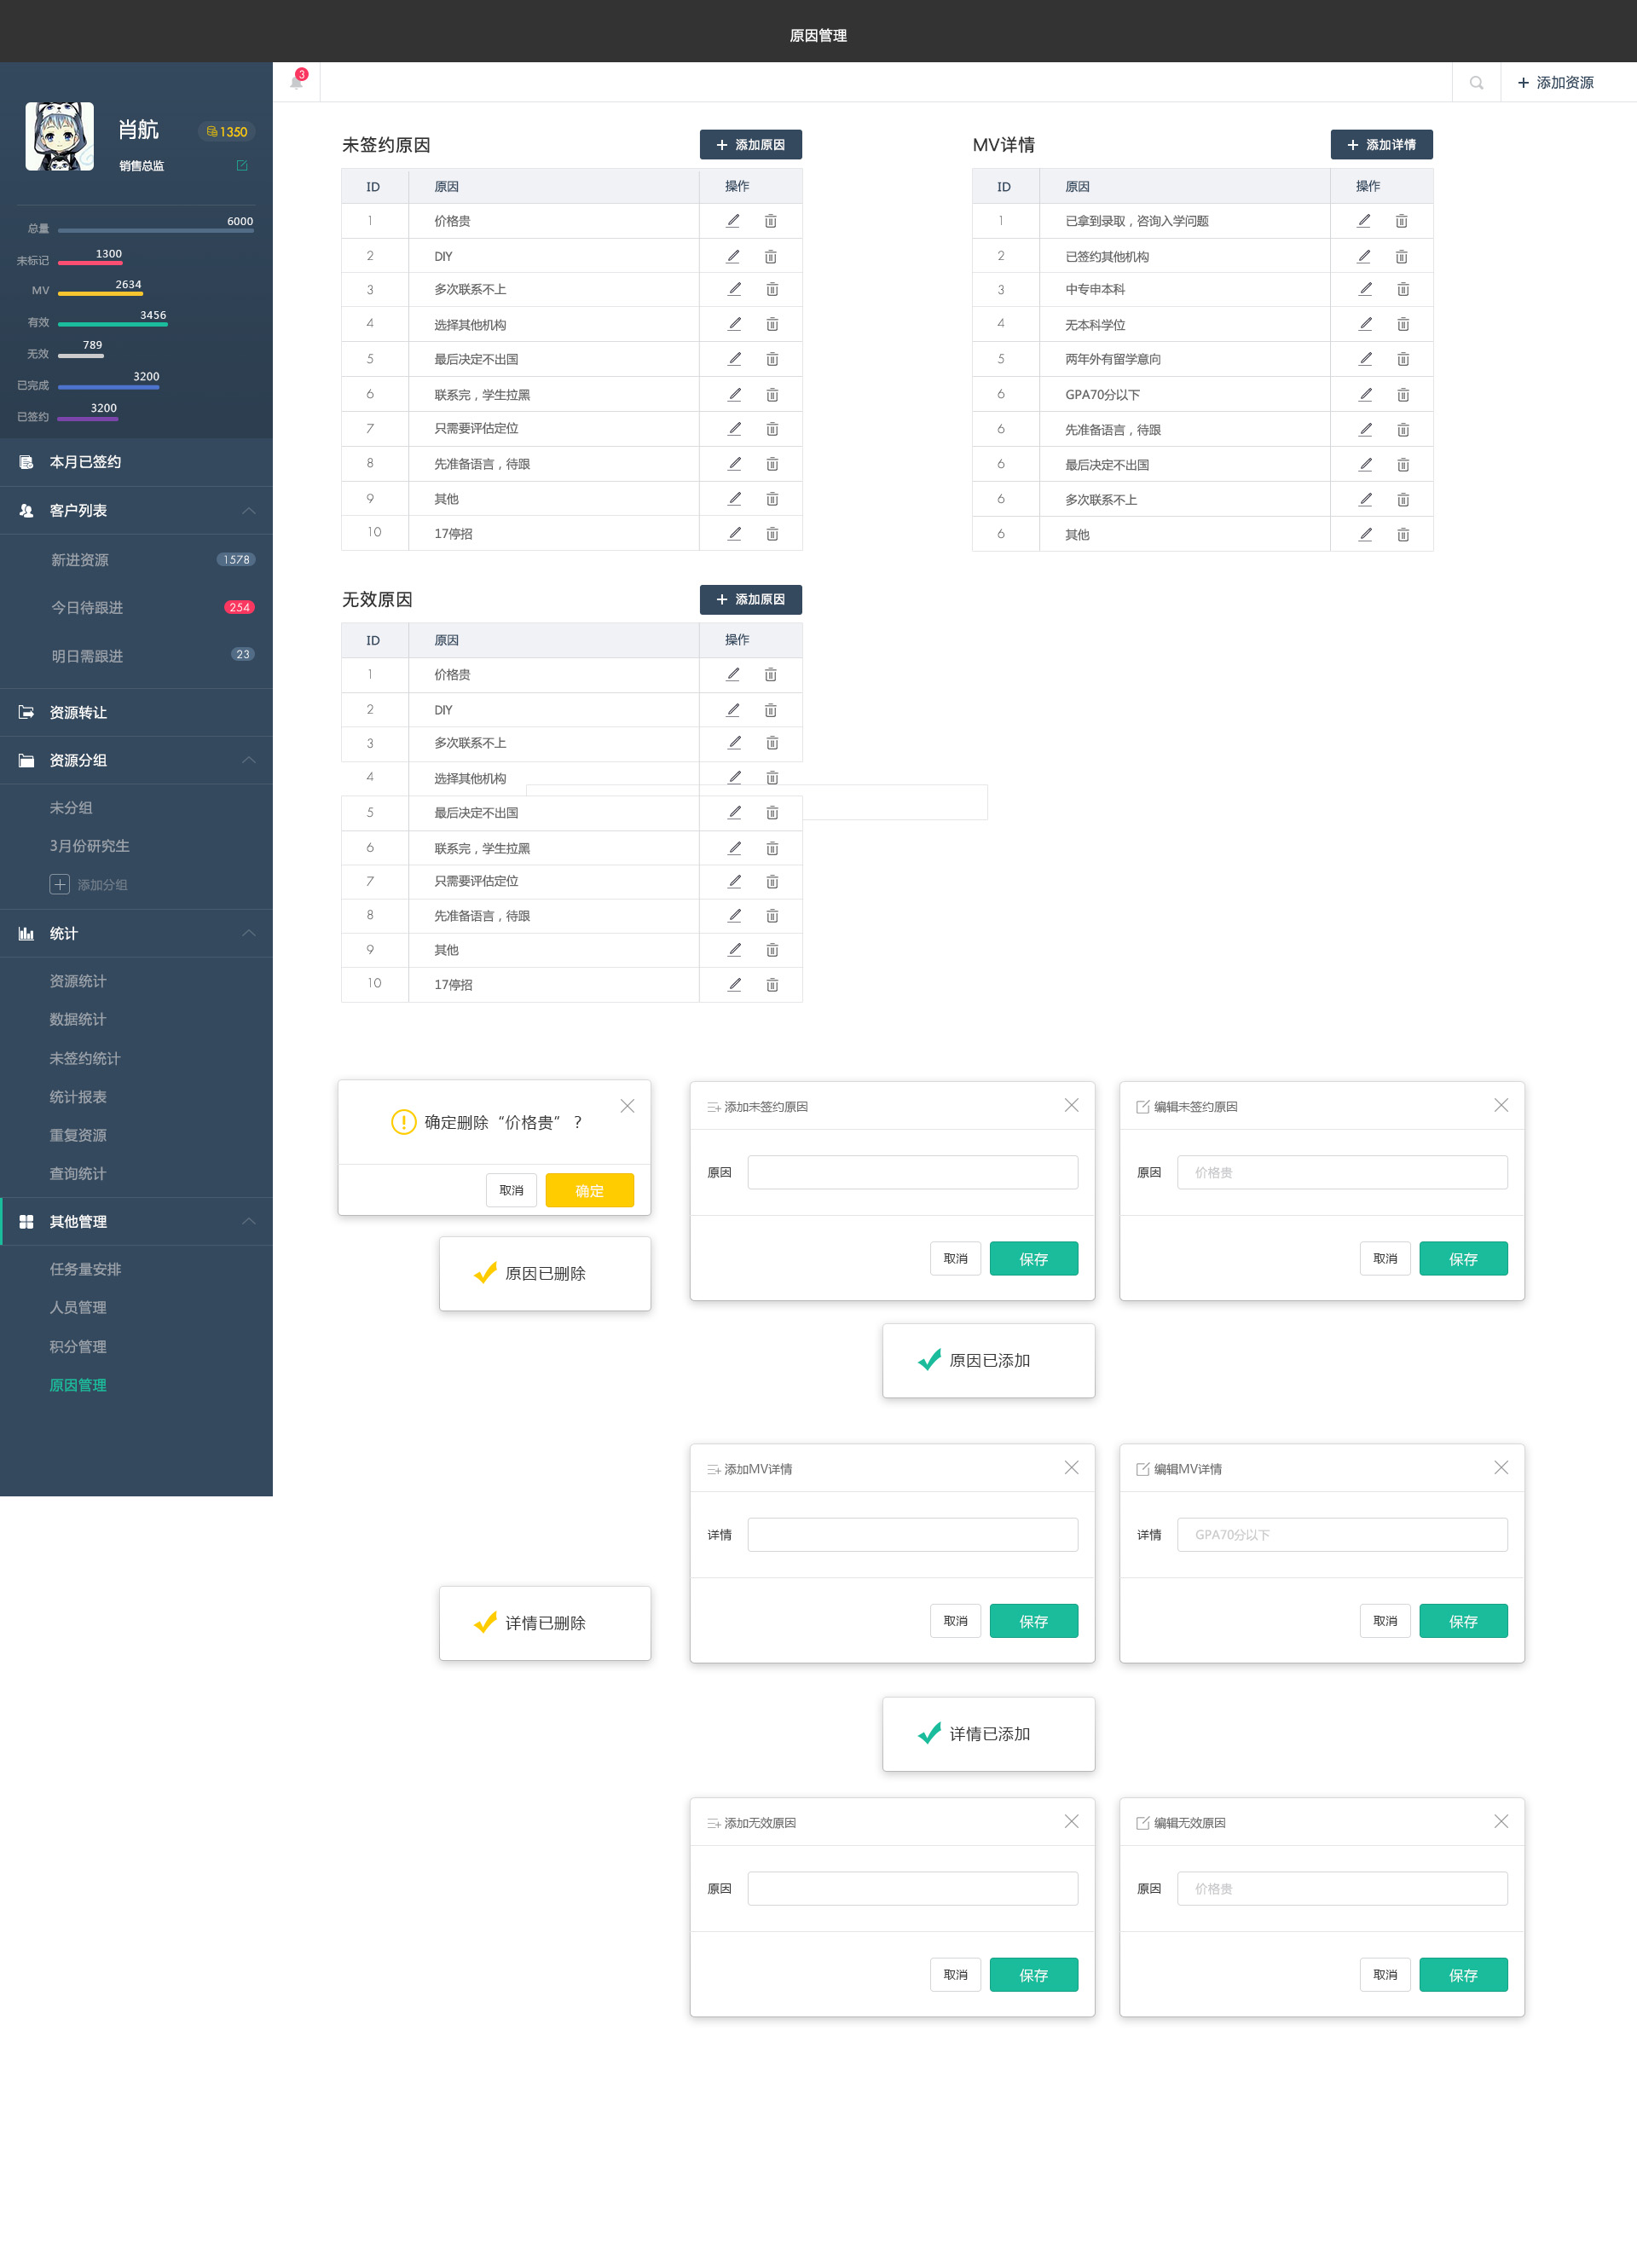 原因管理
3
添加资源
肖航
1350
销售总监
总量 6000
未标记 1300
MV 2634
有效 3456
无效 789
已完成 3200
已签约 3200
本月已签约
客户列表
新进资源 1578
今日待跟进 254
明日需跟进 23
资源转让
资源分组
未分组
3月份研究生
添加分组
统计
资源统计
数据统计
未签约统计
统计报表
重复资源
查询统计
其他管理
任务量安排
人员管理
积分管理
原因管理
未签约原因 添加原因
ID 原因 操作
1 价格贵
2 DIY
3 多次联系不上
4 选择其他机构
5 最后决定不出国
6 联系完，学生拉黑
7 只需要评估定位
8 先准备语言，待跟
9 其他
10 17停招
MV详情 添加详情
ID 原因 操作
1 已拿到录取，咨询入学问题
2 已签约其他机构
3 中专申本科
4 无本科学位
5 两年外有留学意向
6 GPA70分以下
6 先准备语言，待跟
6 最后决定不出国
6 多次联系不上
6 其他
无效原因 添加原因
ID 原因 操作
1 价格贵
2 DIY
3 多次联系不上
4 选择其他机构
5 最后决定不出国
6 联系完，学生拉黑
7 只需要评估定位
8 先准备语言，待跟
9 其他
10 17停招
确定删除“价格贵”？
取消 确定
原因已删除
添加未签约原因
原因
取消 保存
编辑未签约原因
原因 价格贵
取消 保存
原因已添加
添加MV详情
详情
取消 保存
编辑MV详情
详情 GPA70分以下
取消 保存
详情已删除
详情已添加
添加无效原因
原因
取消 保存
编辑无效原因
原因 价格贵
取消 保存